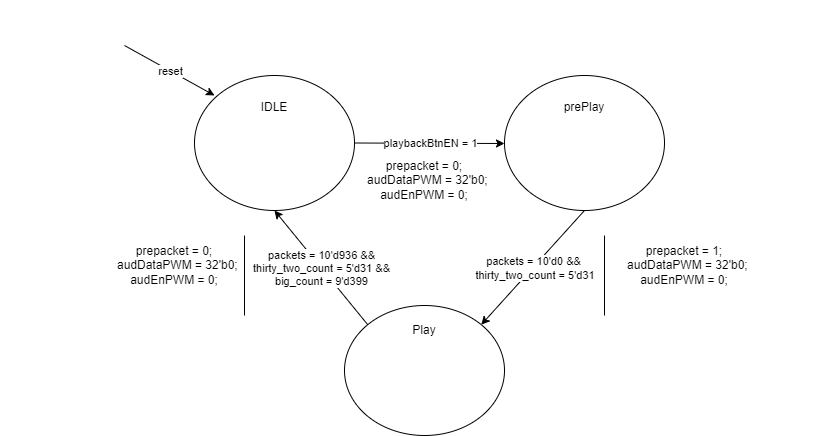 reset
IDLE
prePlay
playbackBtnEN = 1
prepacket = 0;
audDataPWM = 32'b0;
audEnPWM = 0;
prepacket = 0;
audDataPWM = 32'b0;
audEnPWM = 0;
packets = 10'd936 &&
thirty_two_count = 5'd31 &&
big_count = 9'd399
packets = 10'd0 &&
thirty_two_count = 5'd31
prepacket = 1;
audDataPWM = 32'b0;
audEnPWM = 0;
Play